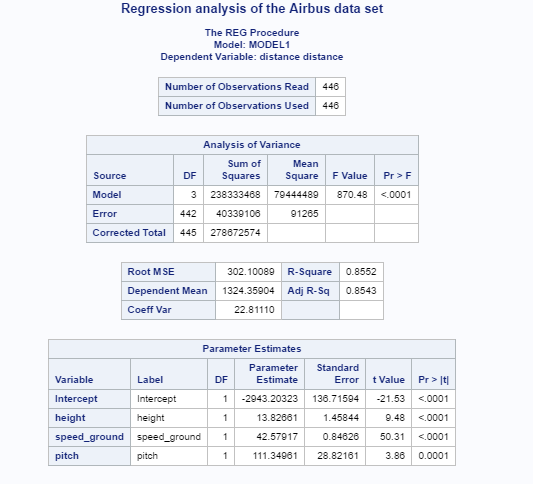 Regression analysis of the Airbus data set
The REG Procedure
Model: MODEL1
Dependent Variable: distance distance
Number of Observations Read 446
Number of Observations Used 446
Analysis of Variance
Source DF Sum of Squares Mean Square F Value Pr > F
Model 3 238333468 79444489 870.48 <.0001
Error 442 40339106 91265
Corrected Total 445 278672574
Root MSE 302.10089 R-Square 0.8552
Dependent Mean 1324.35904 Adj R-Sq 0.8543
Coeff Var 22.81110
Parameter Estimates
Variable Label DF Parameter Estimate Standard Error t Value Pr > |t|
Intercept Intercept 1 -2943.20323 136.71594 -21.53 <.0001
height height 1 13.82661 1.45844 9.48 <.0001
speed_ground speed_ground 1 42.57917 0.84626 50.31 <.0001
pitch pitch 1 111.34961 28.82161 3.86 0.0001